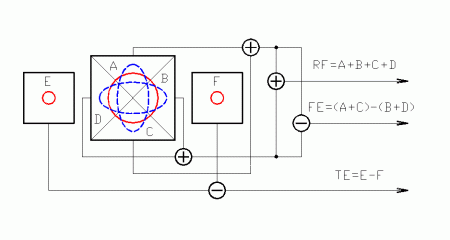 A
E
B
F
D
C
RF=A+B+C+D
FE=(A+C)-(B+D)
TE=E-F